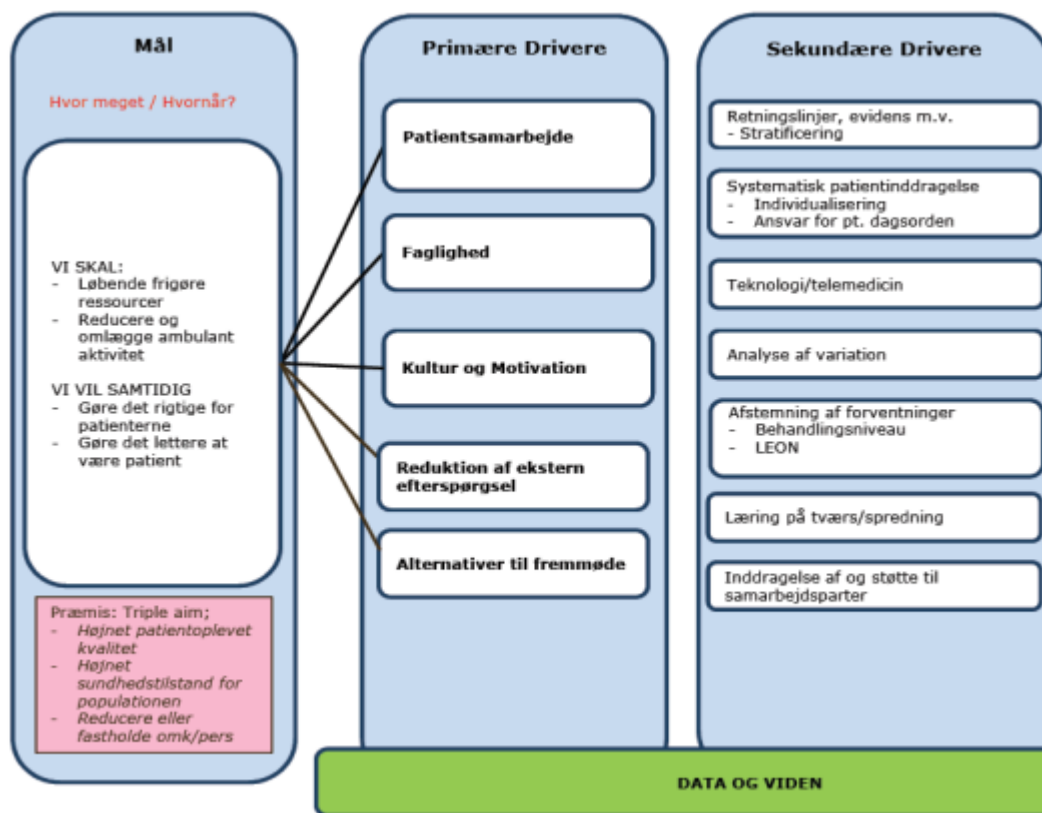 Mål
Hvor meget / Hvornår?
VI SKAL:
- Løbende frigøre
ressourcer
- Reducere og
omlægge ambulant
aktivitet
VI VIL SAMTIDIG
- Gøre det rigtige for
patienterne
- Gøre det lettere at
være patient
Præmis: Triple aim;
- Højnet patientoplevet
kvalitet
- Højnet
sundhedstilstand for
populationen
- Reducere eller
fastholde omk/pers
Primære Drivere
Patientsamarbejde
Faglighed
Kultur og Motivation
Reduktion af ekstern
efterspørgsel
Alternativer til fremmøde
Sekundære Drivere
Retningslinjer, evidens m.v.
- Stratificering
Systematisk patientinddragelse
- Individualisering
- Ansvar for pt. dagsorden
Teknologi/telemedicin
Analyse af variation
Afstemning af forventninger
- Behandlingsniveau
- LEON
Læring på tværs/spredning
Inddragelse af og støtte til
samarbejdsparter
DATA OG VIDEN